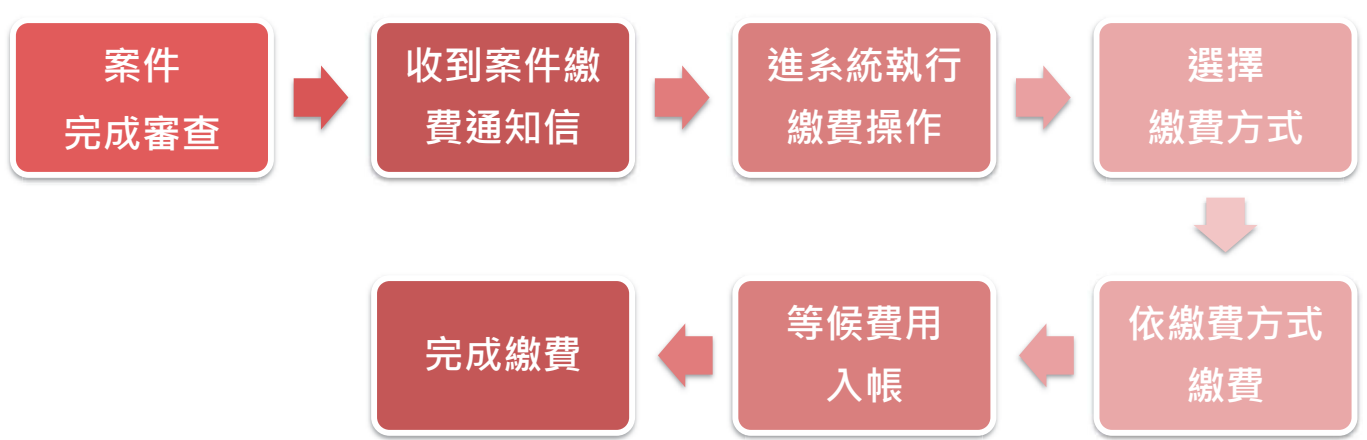 案件
完成審查
收到案件繳
費通知信
進系統執行
繳費操作
選擇
繳費方式
依繳費方式
繳費
等候費用
入帳
完成繳費